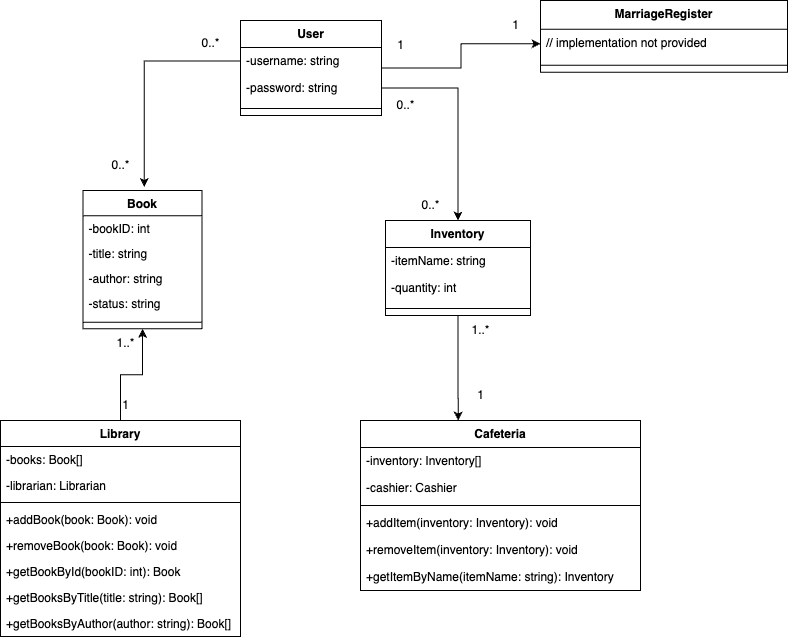 MarriageRegister
// implementation not provided
1
User
-username: string
-password: string
1
0..*
0..*
0..*
0..*
Book
-bookID: int
-title: string
-author: string
-status: string
Inventory
-itemName: string
-quantity: int
1..*
1
1..*
1
Library
-books: Book[]
-librarian: Librarian
+addBook(book: Book): void
+removeBook(book: Book): void
+getBookById(bookID: int): Book
+getBooksByTitle(title: string): Book[]
+getBooksByAuthor(author: string): Book[]
Cafeteria
-inventory: Inventory[]
-cashier: Cashier
+addItem(inventory: Inventory): void
+removeItem(inventory: Inventory): void
+getItemByName(itemName: string): Inventory